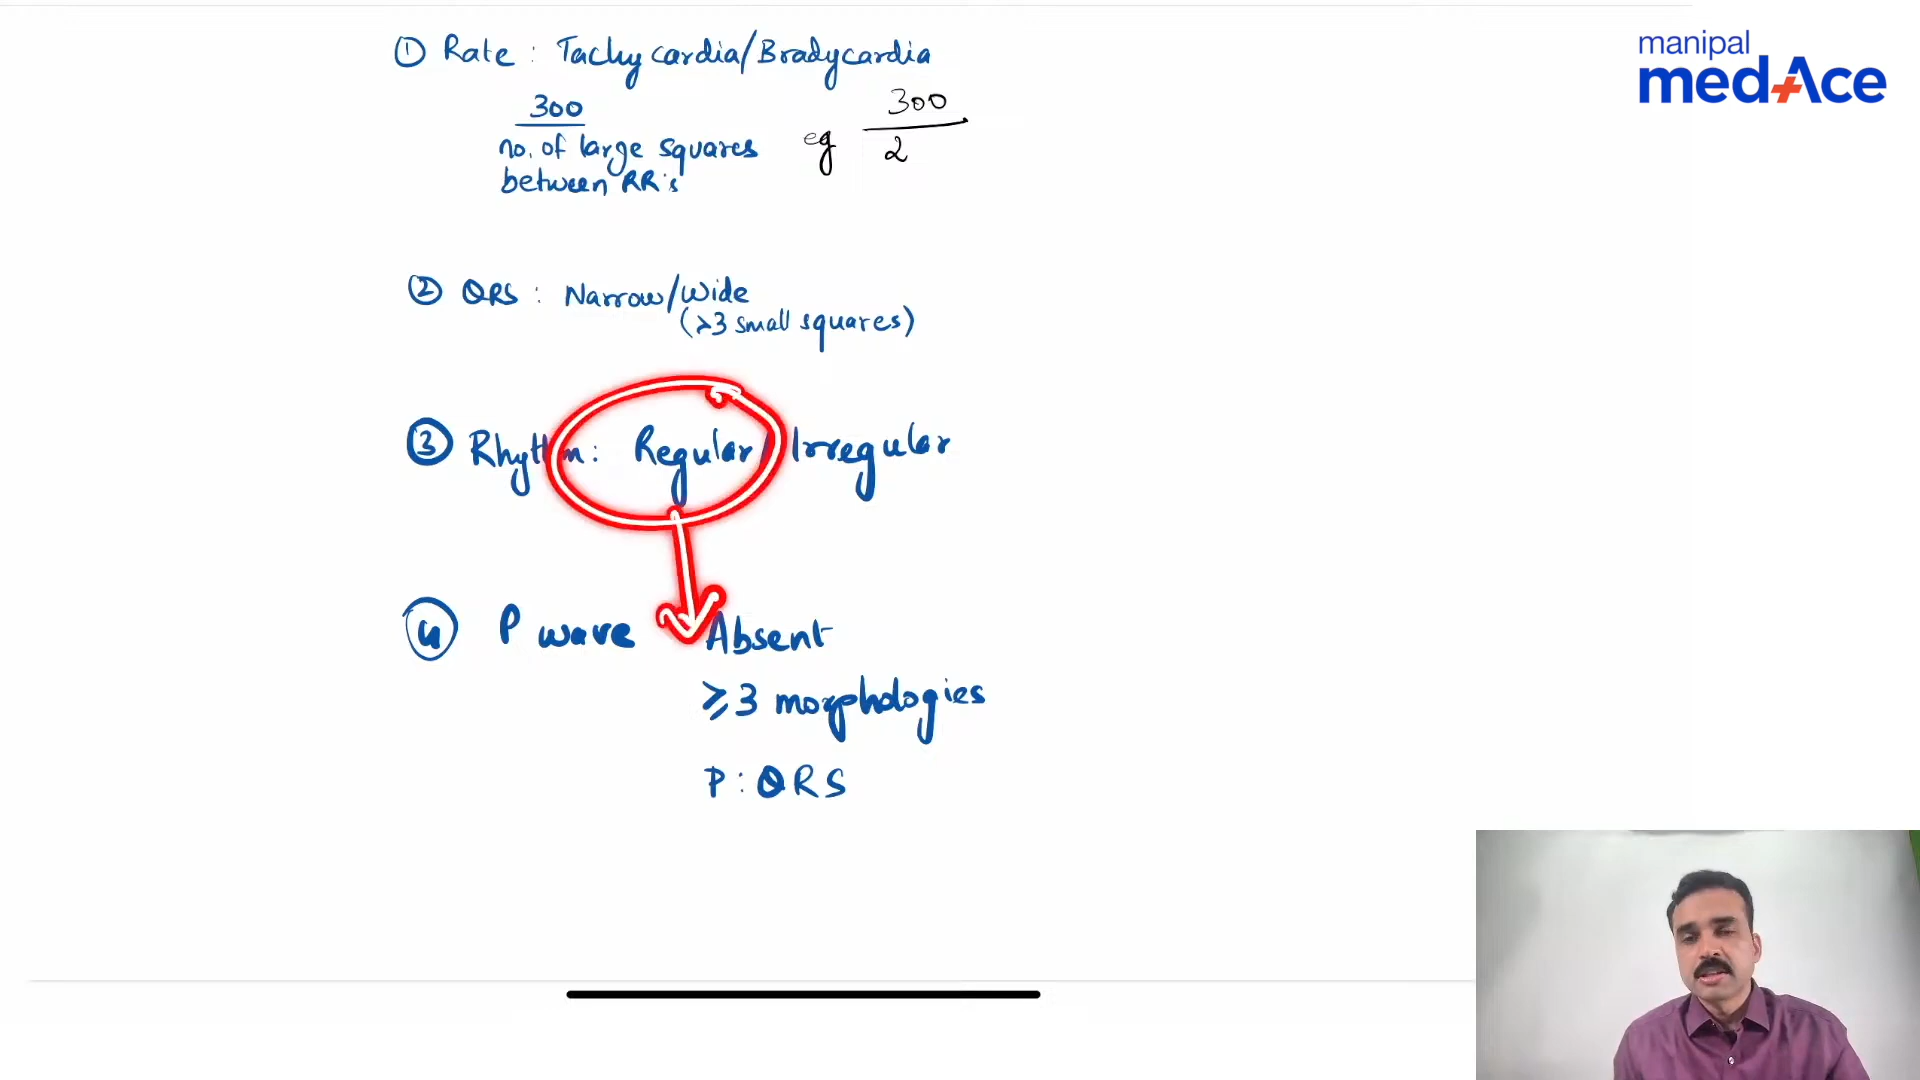 manipal
medAce
① Rate : Tachycardia/Bradycardia
300
no. of large squares
between RR's
eg 300
2
② QRS : Narrow/Wide
(>3 small squares)
③ Rhythm: Regular/Irregular
④ P wave Absent
≥3 morphologies
P : QRS